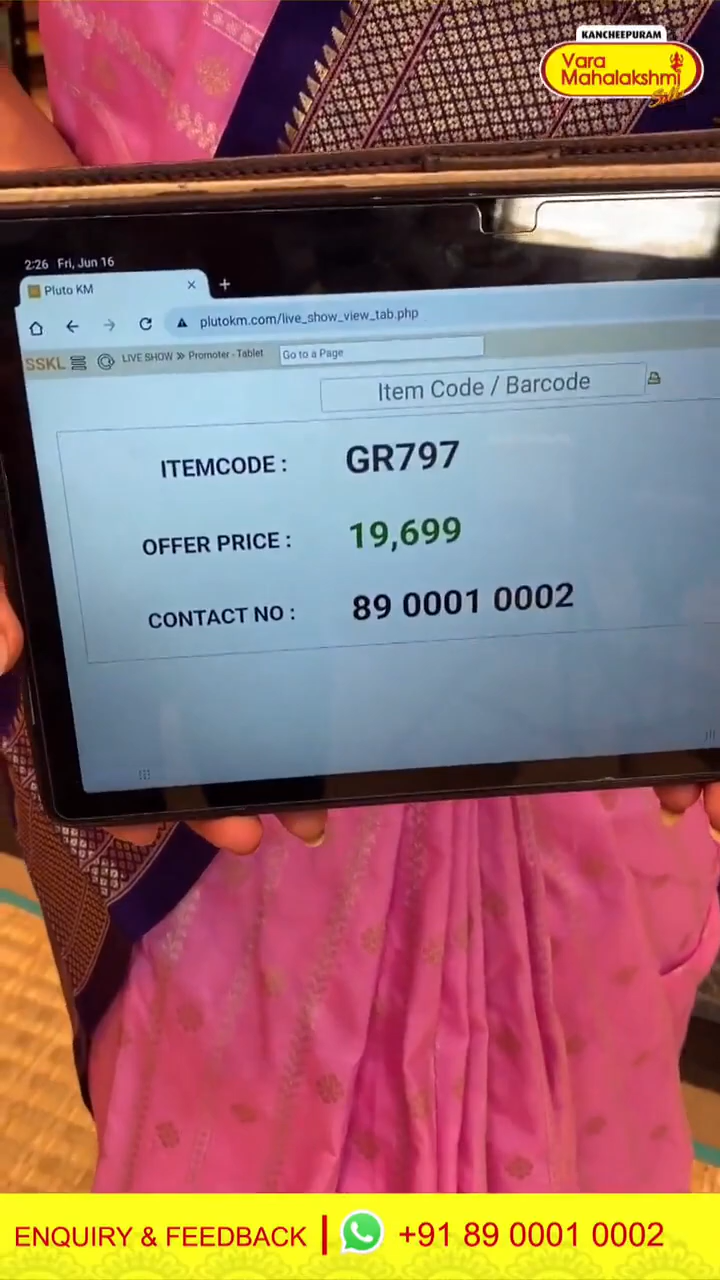 KANCHEEPURAM
Vara
Mahalakshmi
Silks
2:26 Fri, Jun 16
Pluto KM
plutokm.com/live_show_view_tab.php
SSKL LIVE SHOW >> Promoter - Tablet Go to a Page
Item Code / Barcode
ITEMCODE : GR797
OFFER PRICE : 19,699
CONTACT NO : 89 0001 0002
ENQUIRY & FEEDBACK | +91 89 0001 0002